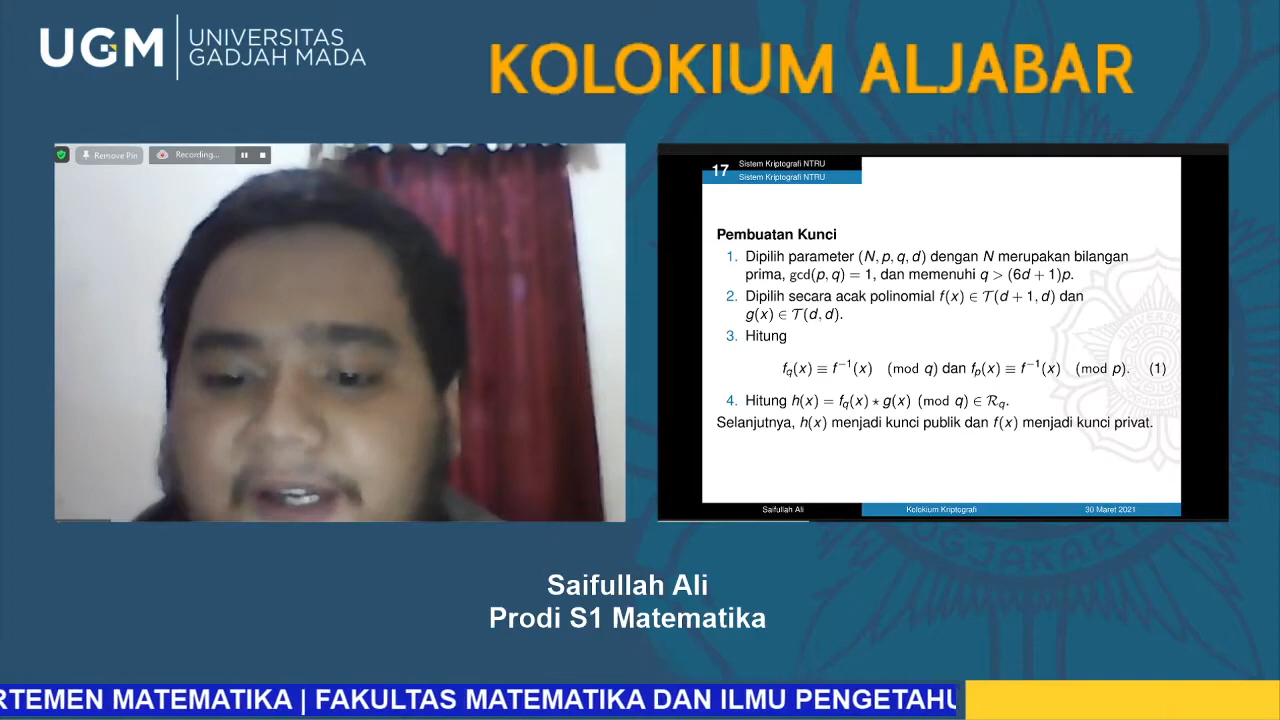 UGM
UNIVERSITAS
GADJAH MADA
KOLOKIUM ALJABAR
Remove Pin
Recording...
17
Sistem Kriptografi NTRU
Sistem Kriptografi NTRU
Pembuatan Kunci
1. Dipilih parameter (N, p, q, d) dengan N merupakan bilangan
prima, gcd(p, q) = 1, dan memenuhi q > (6d + 1)p.
2. Dipilih secara acak polinomial f(x) ∈ 𝒯(d + 1, d) dan
g(x) ∈ 𝒯(d, d).
3. Hitung
f_q(x) ≡ f⁻¹(x) (mod q) dan f_p(x) ≡ f⁻¹(x) (mod p). (1)
4. Hitung h(x) = f_q(x) ⋆ g(x) (mod q) ∈ ℛ_q.
Selanjutnya, h(x) menjadi kunci publik dan f(x) menjadi kunci privat.
Saifullah Ali
Kolokium Kriptografi
30 Maret 2021
Saifullah Ali
Prodi S1 Matematika
RTEMEN MATEMATIKA | FAKULTAS MATEMATIKA DAN ILMU PENGETAHU